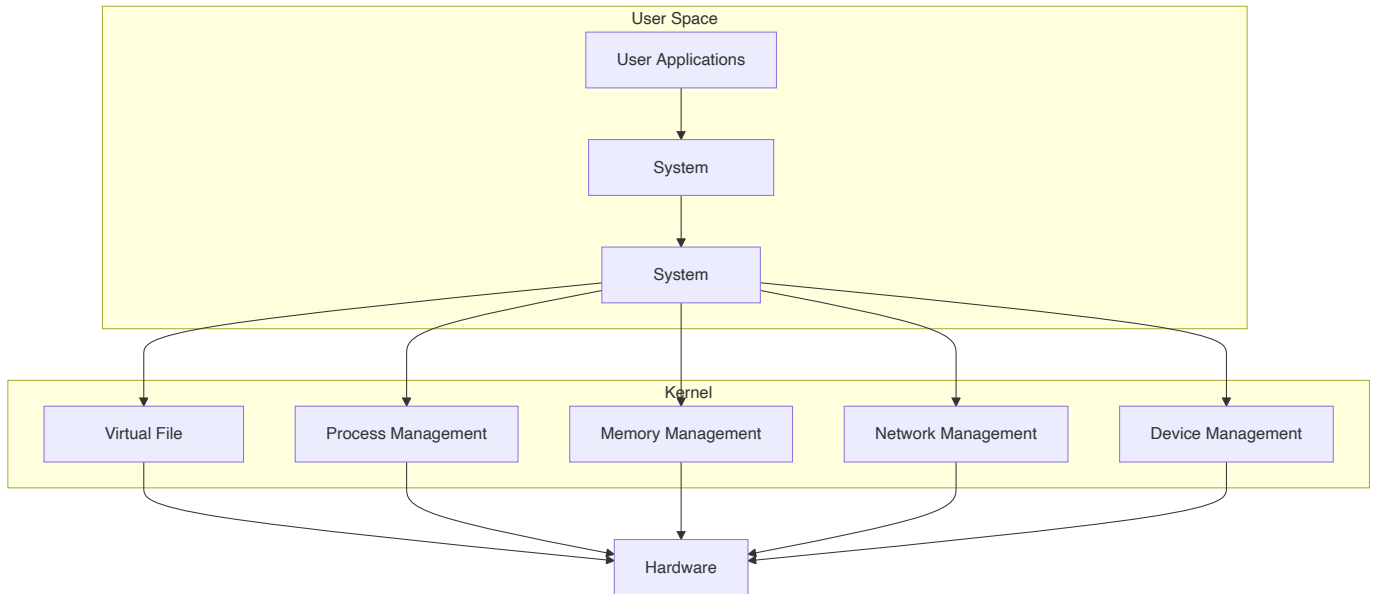 User Space
User Applications
System
System
Kernel
Virtual File
Process Management
Memory Management
Network Management
Device Management
Hardware